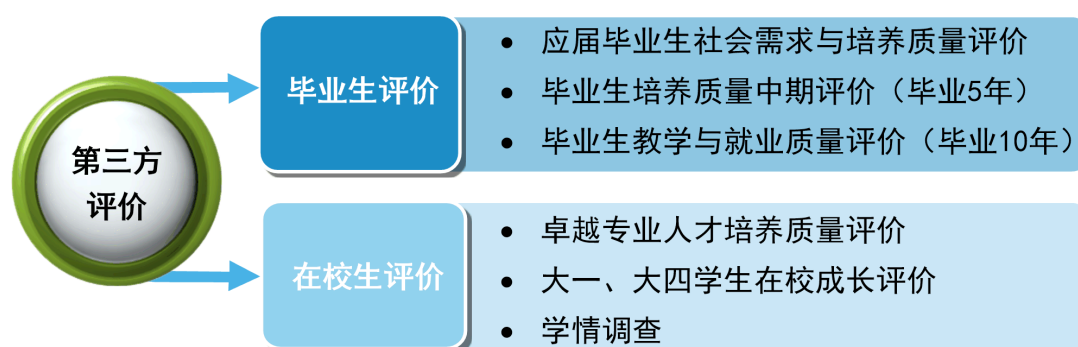 第三方
评价
毕业生评价
• 应届毕业生社会需求与培养质量评价
• 毕业生培养质量中期评价（毕业5年）
• 毕业生教学与就业质量评价（毕业10年）
在校生评价
• 卓越专业人才培养质量评价
• 大一、大四学生在校成长评价
• 学情调查